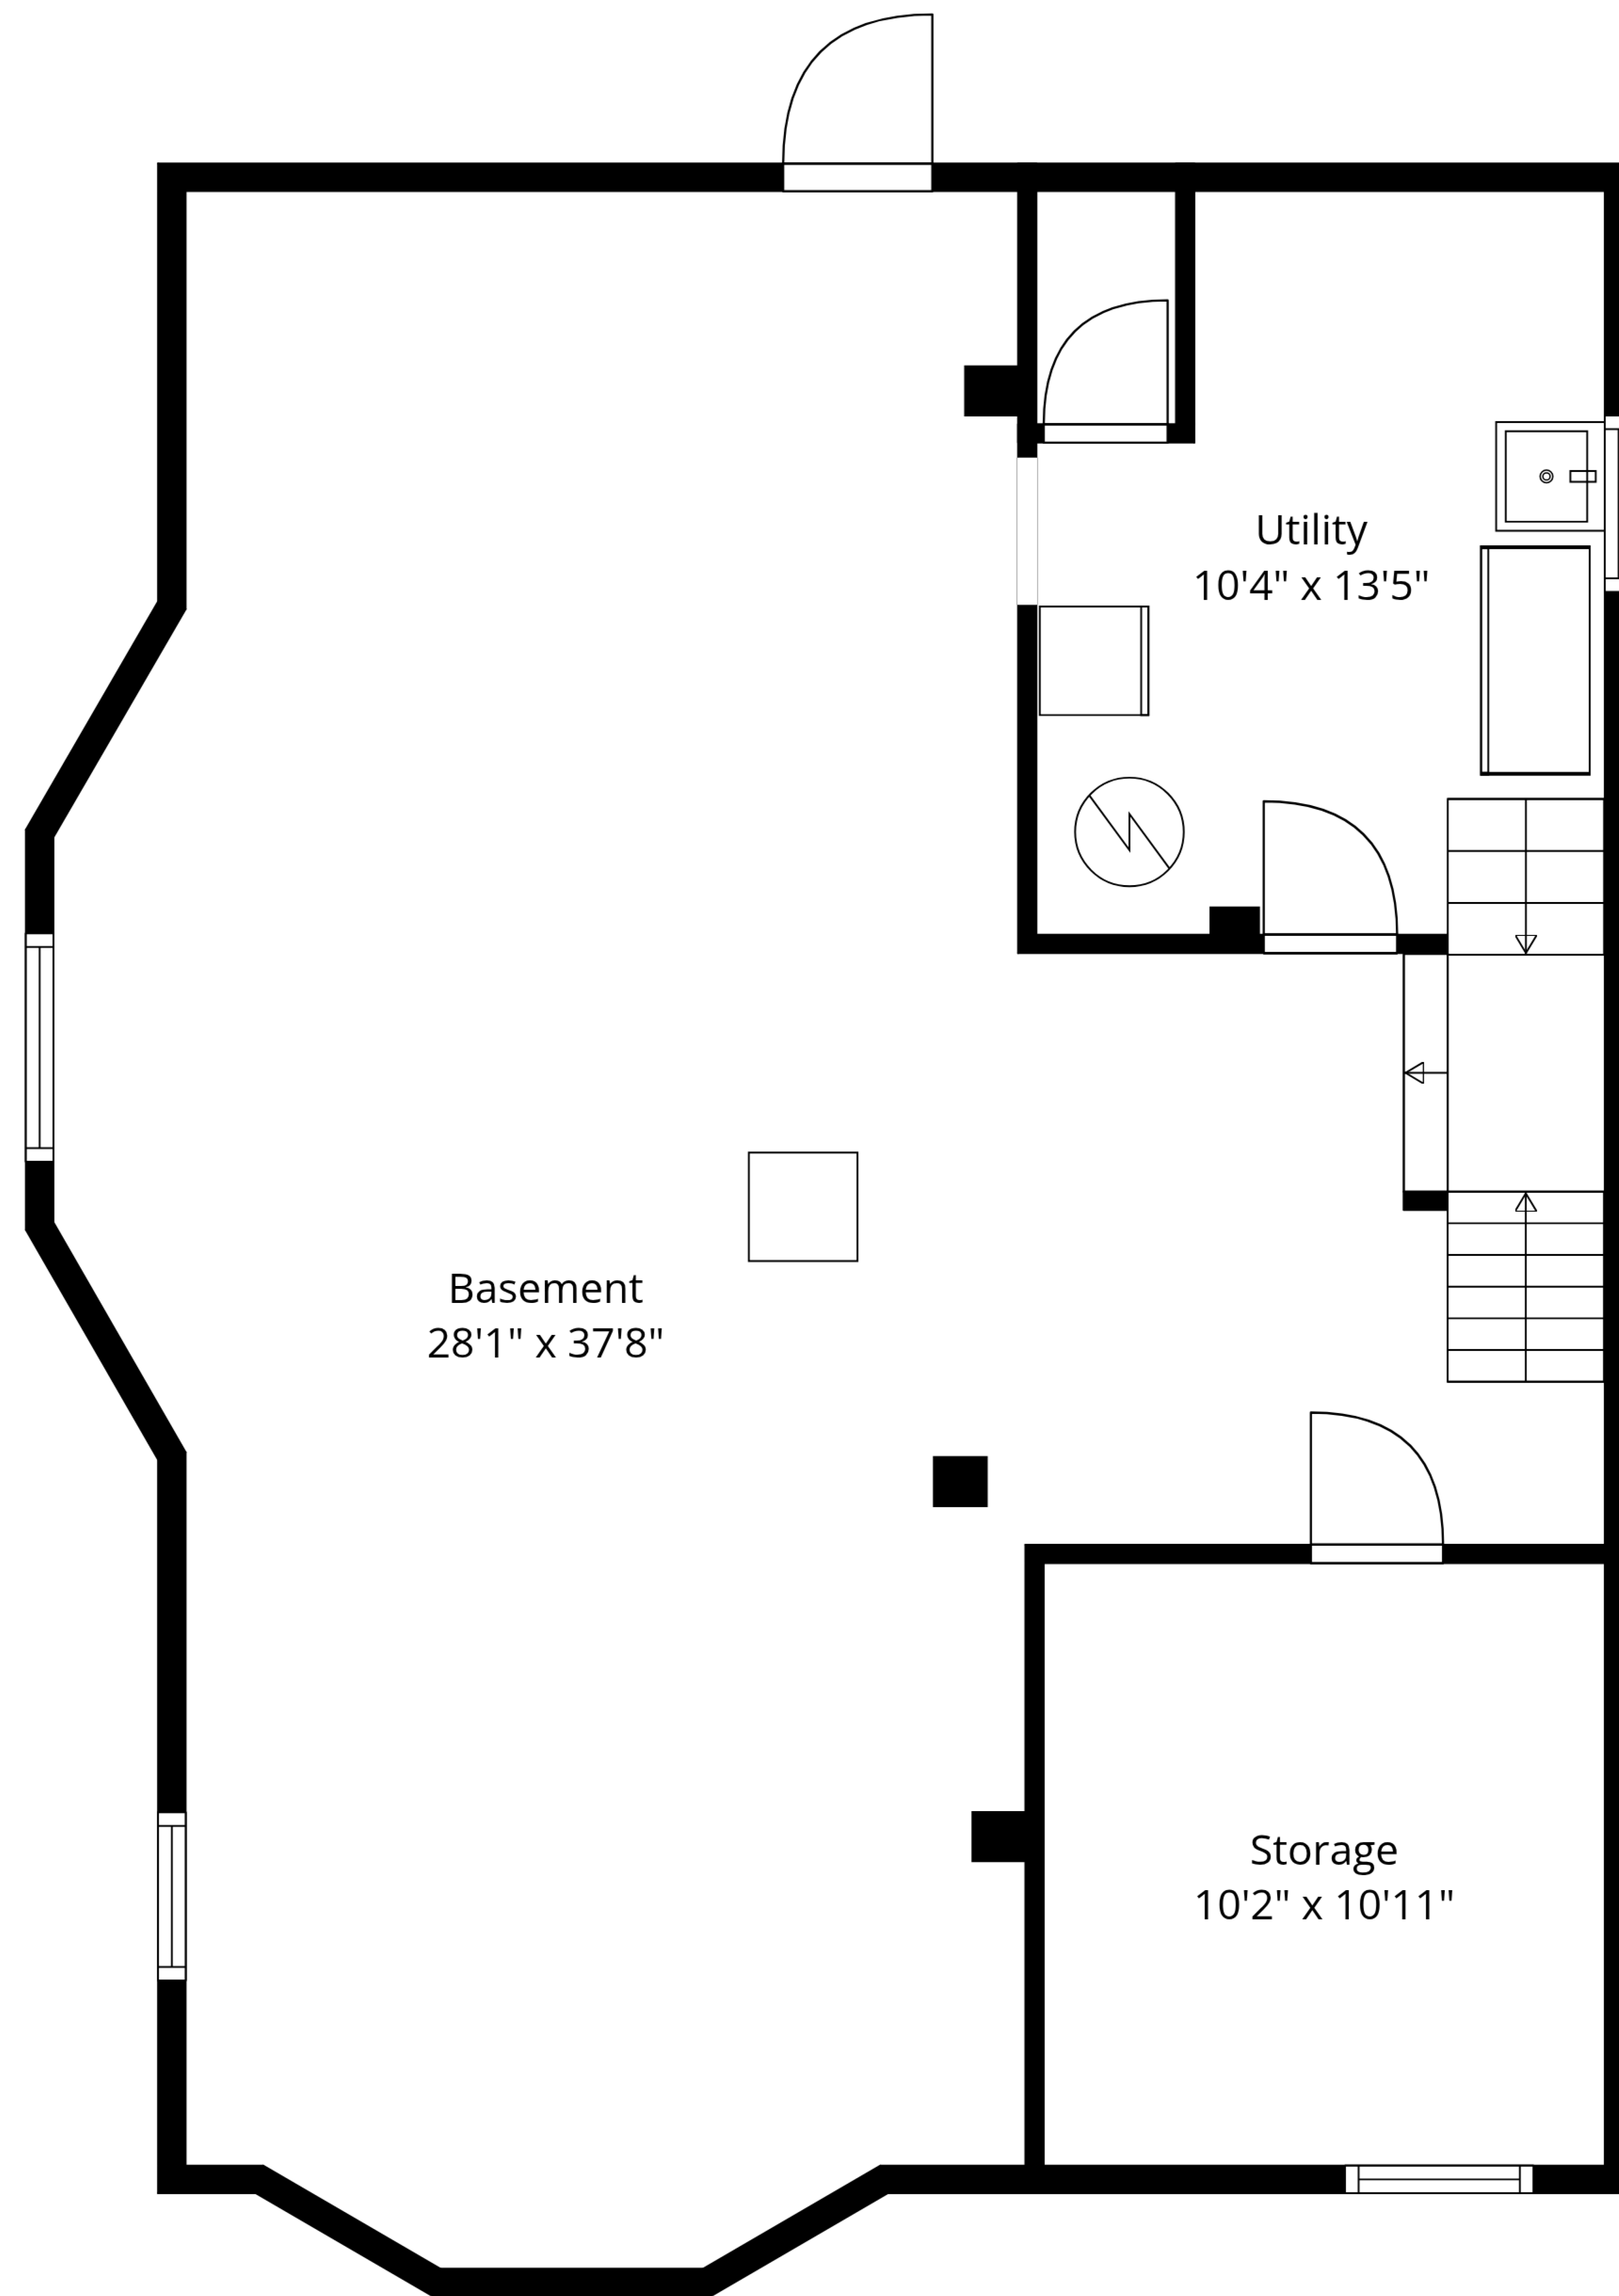 Utility
10'4" x 13'5"
Basement
28'1" x 37'8"
Storage
10'2" x 10'11"